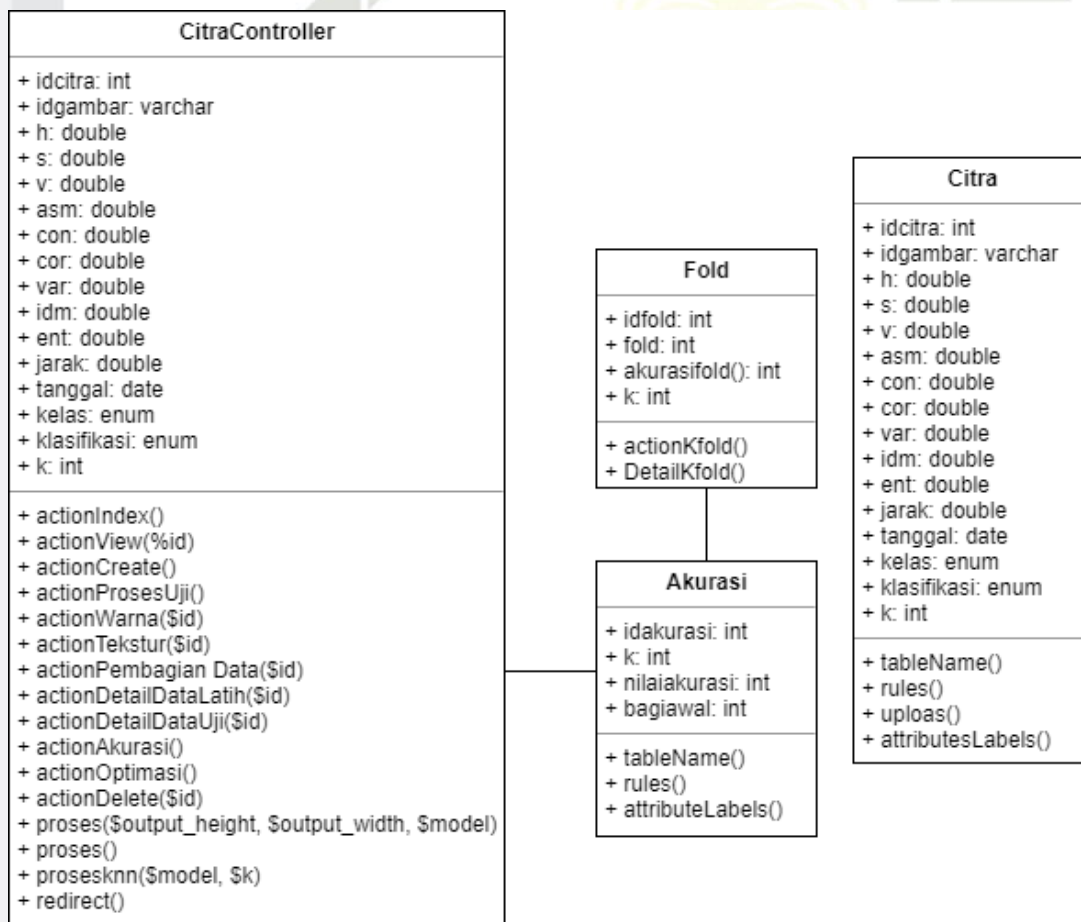 CitraController
+ idcitra: int
+ idgambar: varchar
+ h: double
+ s: double
+ v: double
+ asm: double
+ con: double
+ cor: double
+ var: double
+ idm: double
+ ent: double
+ jarak: double
+ tanggal: date
+ kelas: enum
+ klasifikasi: enum
+ k: int
+ actionIndex()
+ actionView(%id)
+ actionCreate()
+ actionProsesUji()
+ actionWarna($id)
+ actionTekstur($id)
+ actionPembagian Data($id)
+ actionDetailDataLatih($id)
+ actionDetailDataUji($id)
+ actionAkurasi()
+ actionOptimasi()
+ actionDelete($id)
+ proses($output_height, $output_width, $model)
+ proses()
+ prosesknn($model, $k)
+ redirect()
Fold
+ idfold: int
+ fold: int
+ akurasifold(): int
+ k: int
+ actionKfold()
+ DetailKfold()
Akurasi
+ idakurasi: int
+ k: int
+ nilaiakurasi: int
+ bagiawal: int
+ tableName()
+ rules()
+ attributeLabels()
Citra
+ idcitra: int
+ idgambar: varchar
+ h: double
+ s: double
+ v: double
+ asm: double
+ con: double
+ cor: double
+ var: double
+ idm: double
+ ent: double
+ jarak: double
+ tanggal: date
+ kelas: enum
+ klasifikasi: enum
+ k: int
+ tableName()
+ rules()
+ uploas()
+ attributesLabels()